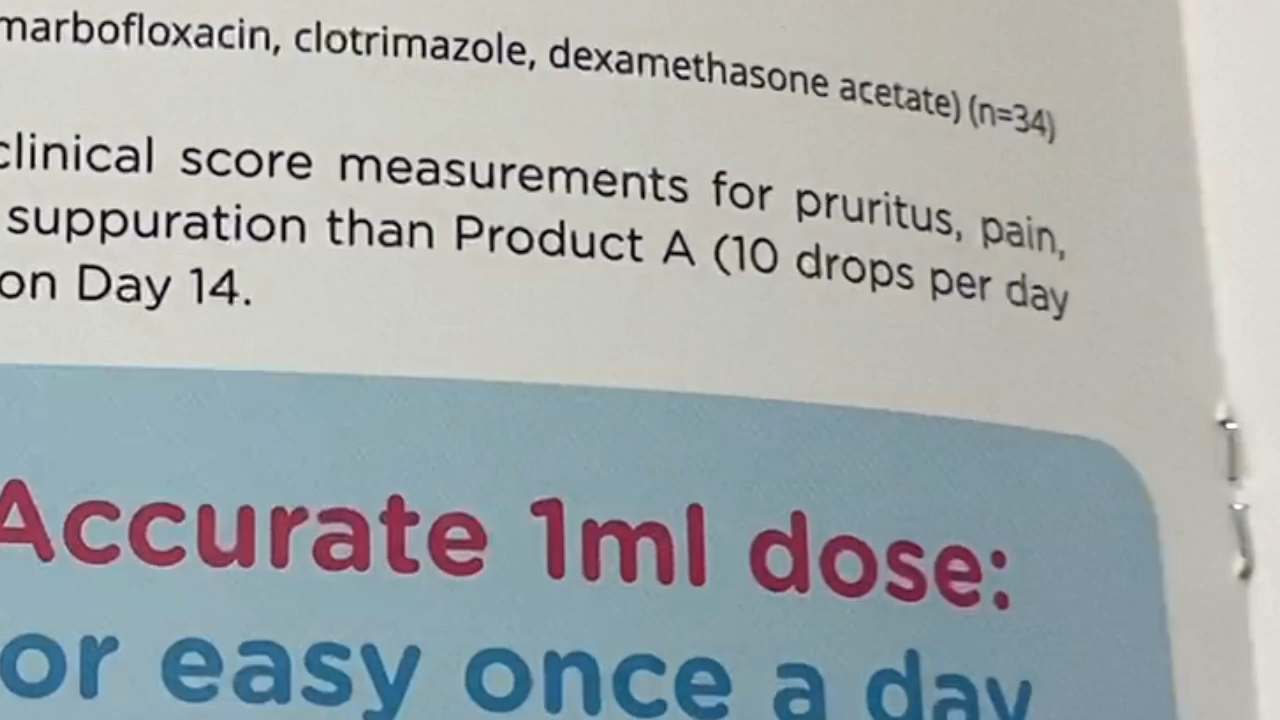 marbofloxacin, clotrimazole, dexamethasone acetate) (n=34)
clinical score measurements for pruritus, pain,
suppuration than Product A (10 drops per day
on Day 14.
Accurate 1ml dose:
or easy once a day